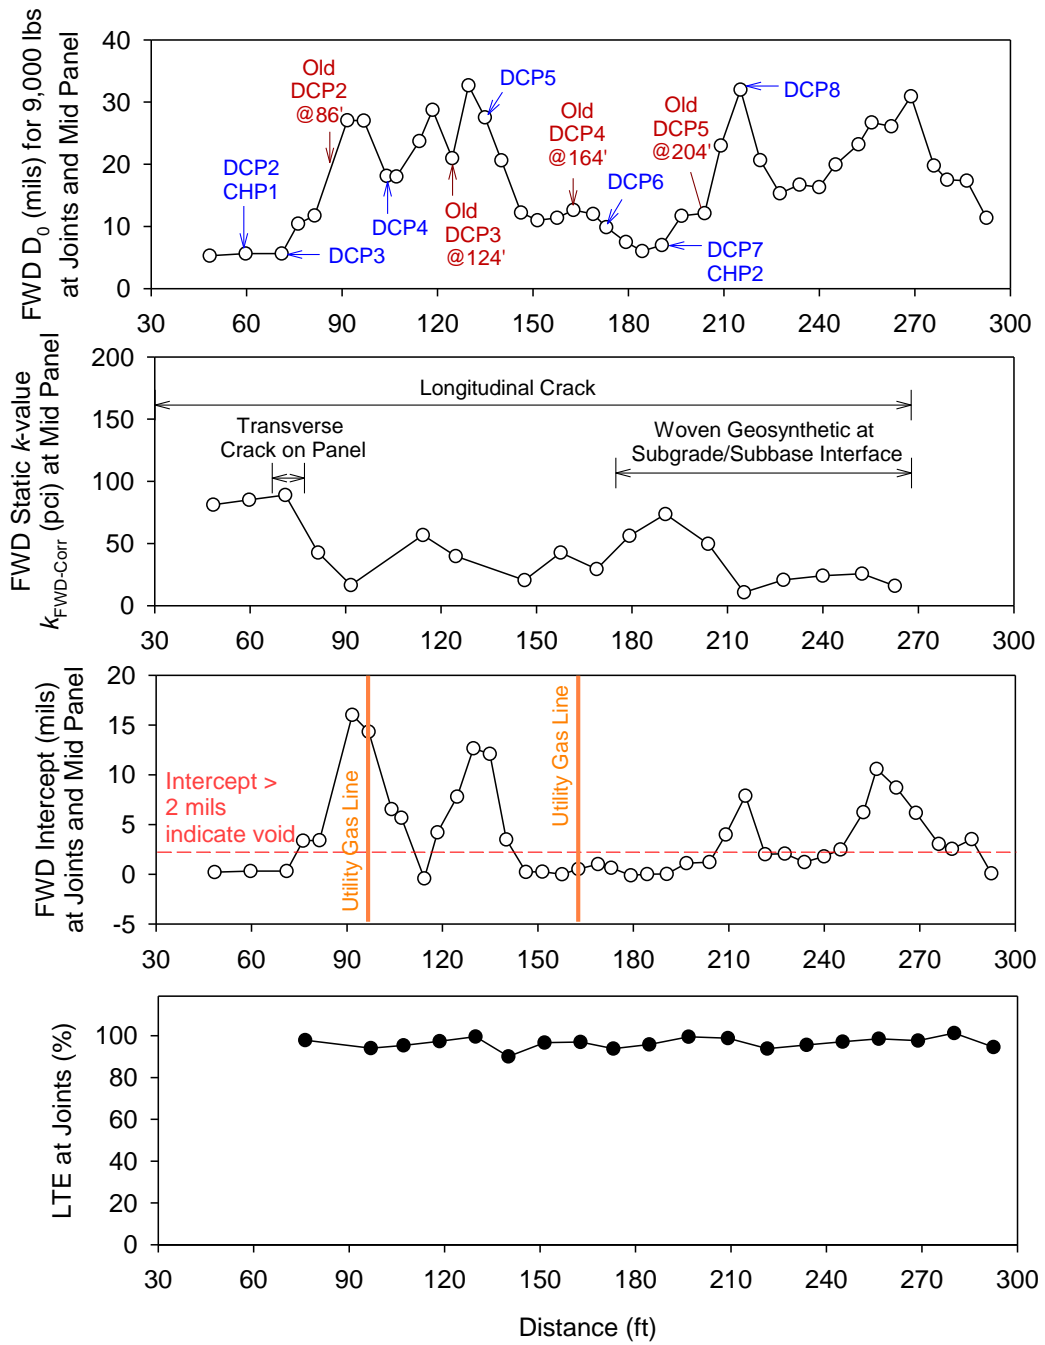 FWD D0 (mils) for 9,000 lbs
at Joints and Mid Panel
40
30
20
10
0
Old
DCP2
@86'
DCP2
CHP1
DCP3
DCP4
Old
DCP3
@124'
DCP5
Old
DCP4
@164'
DCP6
Old
DCP5
@204'
DCP7
CHP2
DCP8
30 60 90 120 150 180 210 240 270 300
FWD Static k-value
kFWD-Corr (pci) at Mid Panel
200
150
100
50
0
Longitudinal Crack
Transverse
Crack on Panel
Woven Geosynthetic at
Subgrade/Subbase Interface
30 60 90 120 150 180 210 240 270 300
FWD Intercept (mils)
at Joints and Mid Panel
20
15
10
5
0
-5
Intercept >
2 mils
indicate void
Utility Gas Line
Utility Gas Line
30 60 90 120 150 180 210 240 270 300
LTE at Joints (%)
100
80
60
40
20
0
30 60 90 120 150 180 210 240 270 300
Distance (ft)